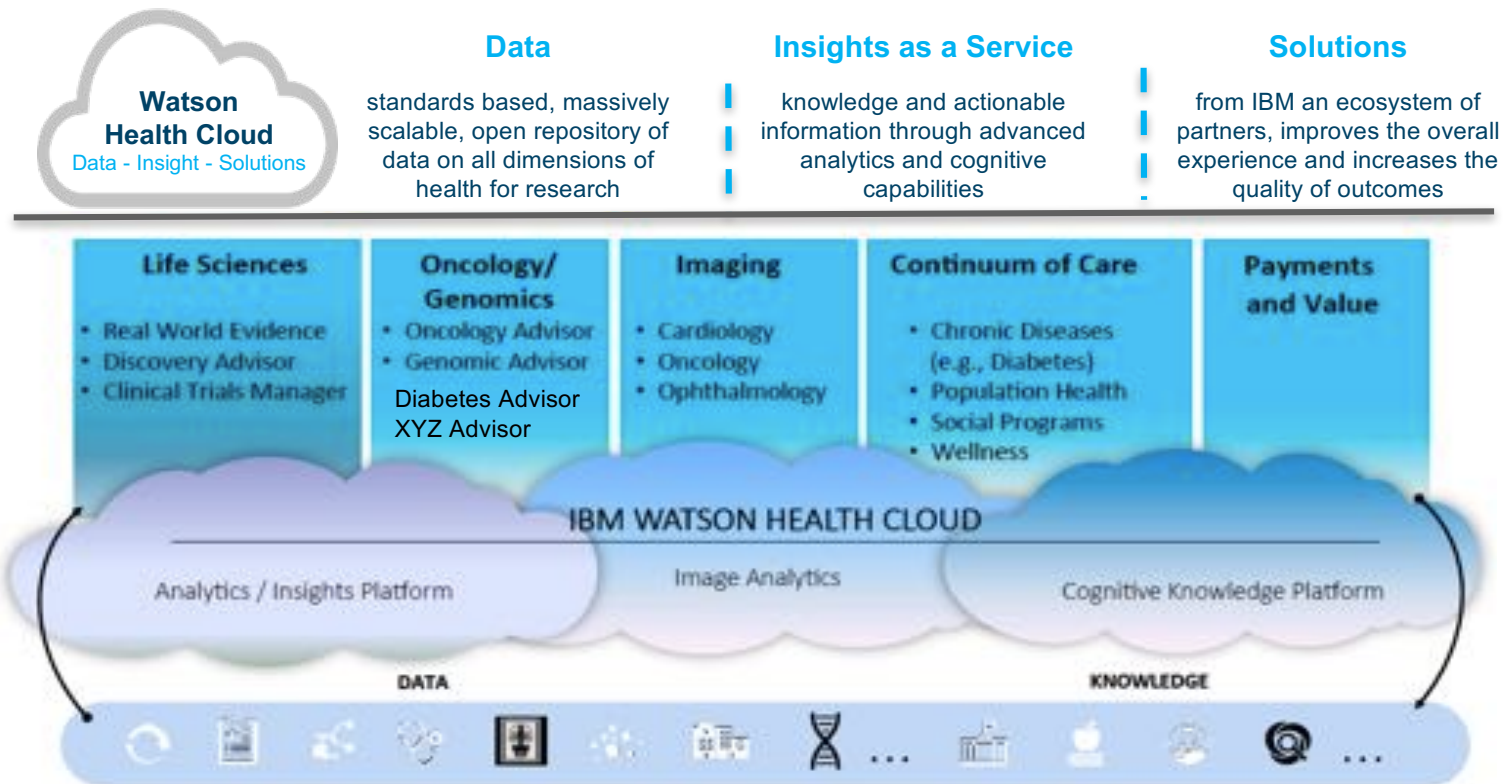 Watson
Health Cloud
Data - Insight - Solutions
Data
standards based, massively
scalable, open repository of
data on all dimensions of
health for research
Insights as a Service
knowledge and actionable
information through advanced
analytics and cognitive
capabilities
Solutions
from IBM an ecosystem of
partners, improves the overall
experience and increases the
quality of outcomes
Life Sciences
• Real World Evidence
• Discovery Advisor
• Clinical Trials Manager
Oncology/
Genomics
• Oncology Advisor
• Genomic Advisor
Diabetes Advisor
XYZ Advisor
Imaging
• Cardiology
• Oncology
• Ophthalmology
Continuum of Care
• Chronic Diseases
(e.g., Diabetes)
• Population Health
• Social Programs
• Wellness
Payments
and Value
IBM WATSON HEALTH CLOUD
Analytics / Insights Platform
Image Analytics
Cognitive Knowledge Platform
DATA
KNOWLEDGE
... ...